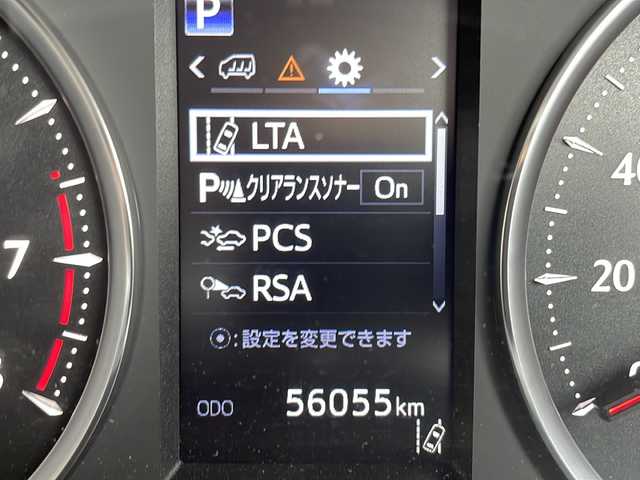 P
LTA
Pクリアランスソナー On
PCS
RSA
:設定を変更できます
ODO 56055km
7
40
20